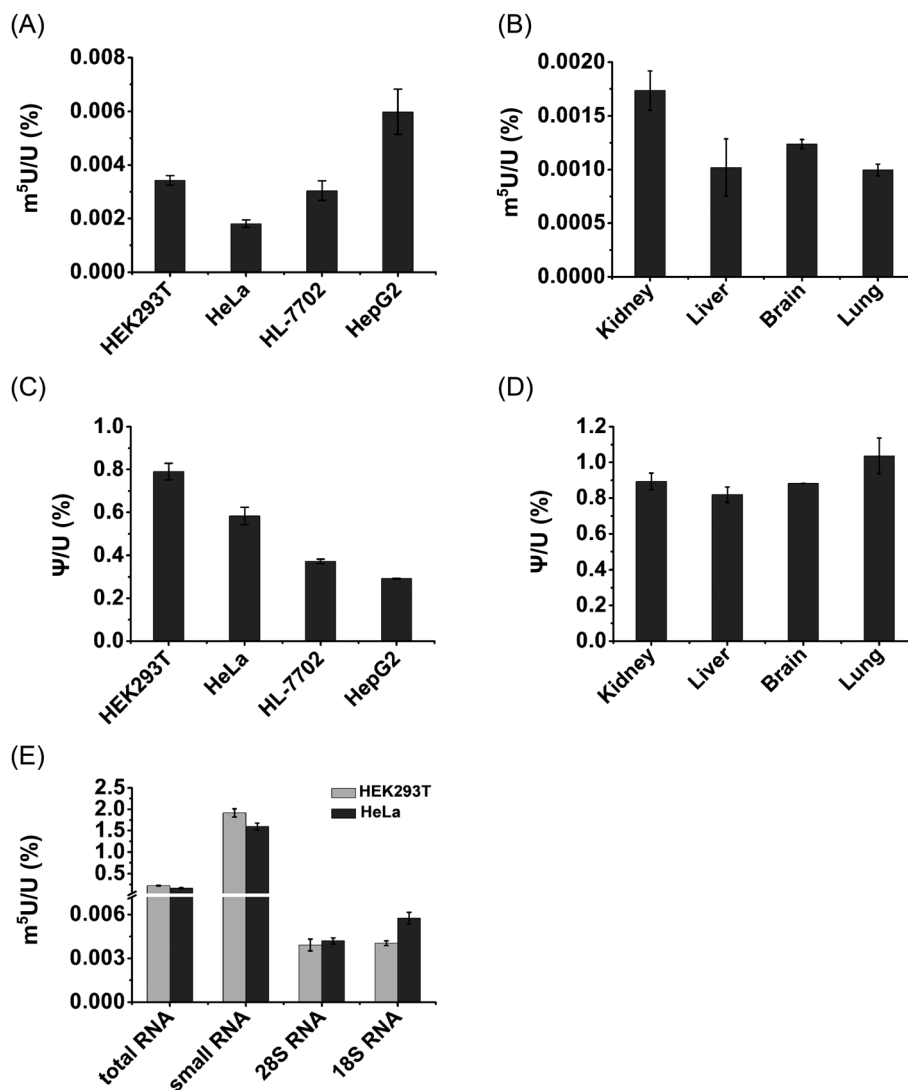 (A)
m⁵U/U (%)
0.008
0.006
0.004
0.002
0.000
HEK293T
HeLa
HL-7702
HepG2
(B)
m⁵U/U (%)
0.0020
0.0015
0.0010
0.0005
0.0000
Kidney
Liver
Brain
Lung
(C)
Ψ/U (%)
1.0
0.8
0.6
0.4
0.2
0.0
HEK293T
HeLa
HL-7702
HepG2
(D)
Ψ/U (%)
1.2
1.0
0.8
0.6
0.4
0.2
0.0
Kidney
Liver
Brain
Lung
(E)
m⁵U/U (%)
2.5
2.0
1.5
1.0
0.5
0.006
0.003
0.000
HEK293T
HeLa
total RNA
small RNA
28S RNA
18S RNA